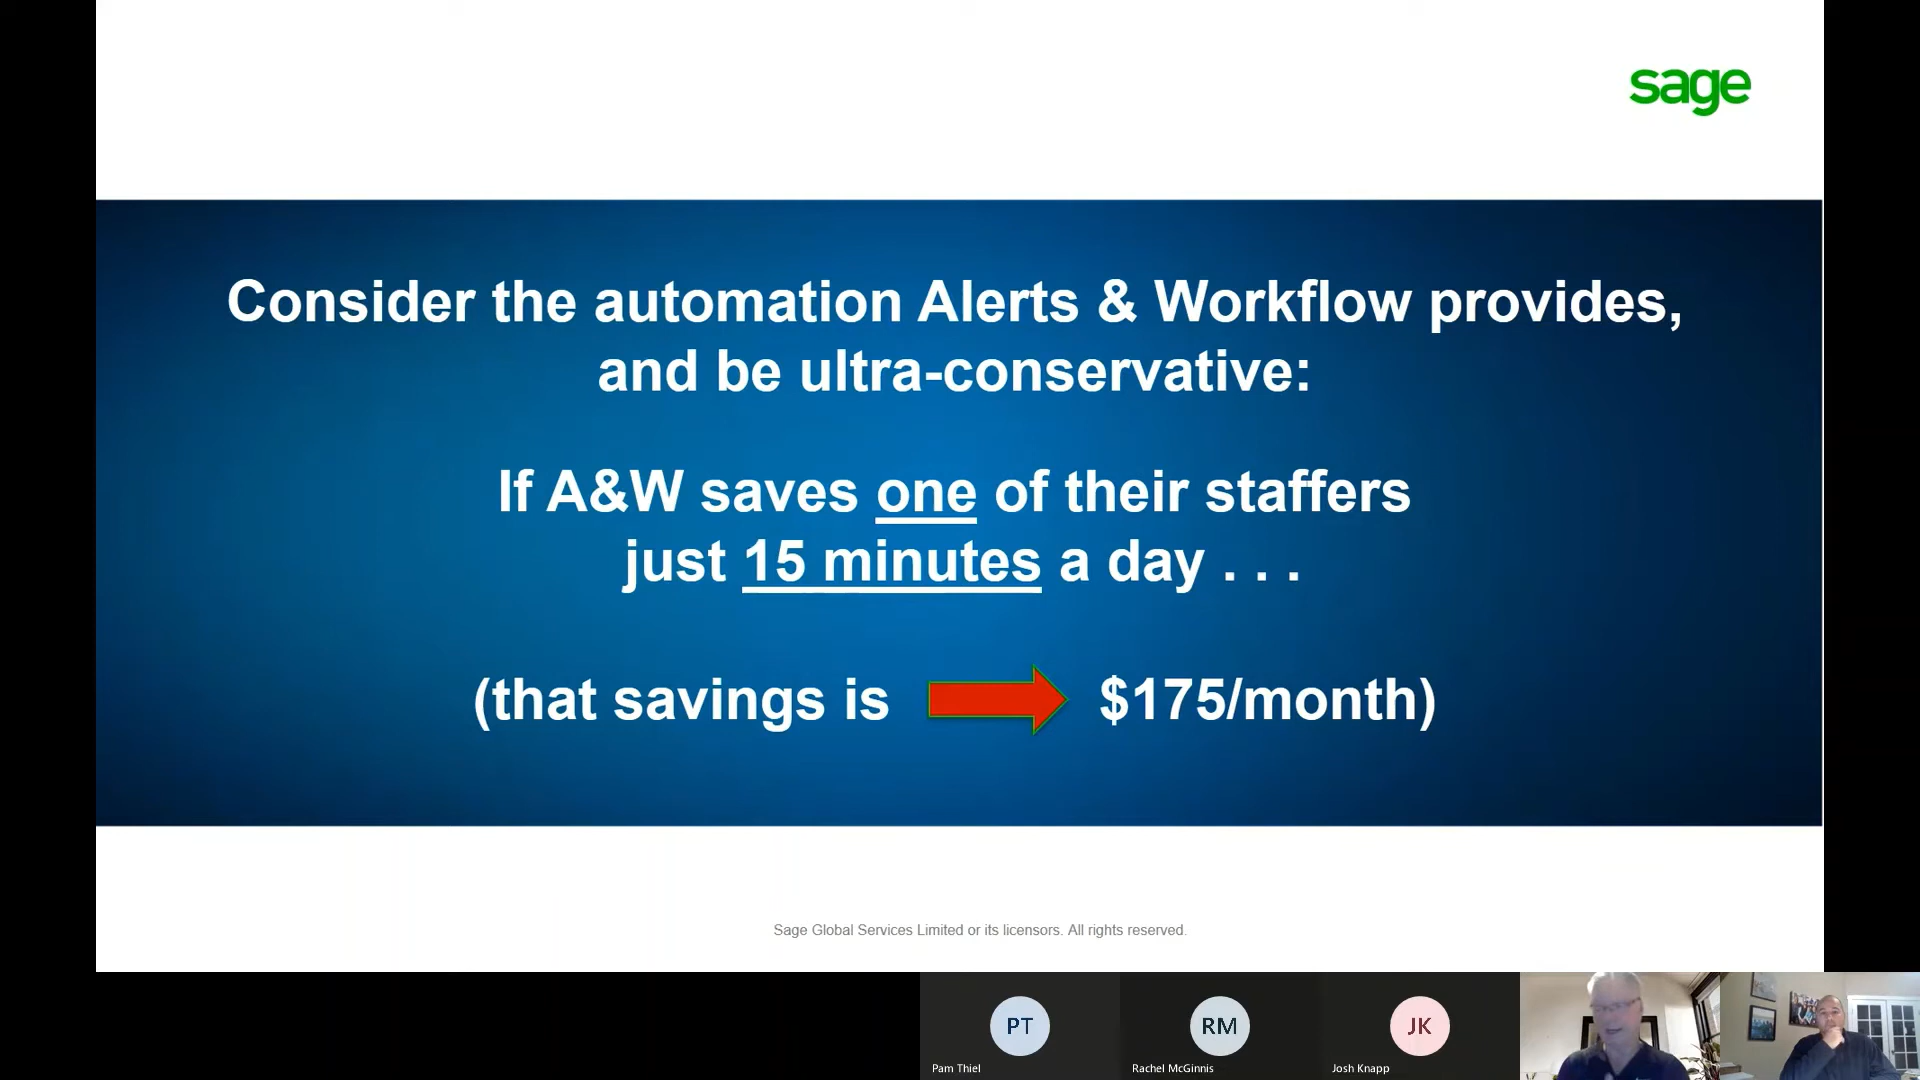 sage
Consider the automation Alerts & Workflow provides,
and be ultra-conservative:
If A&W saves one of their staffers
just 15 minutes a day . . .
(that savings is $175/month)
Sage Global Services Limited or its licensors. All rights reserved.
PT
RM
JK
Pam Thiel
Rachel McGinnis
Josh Knapp